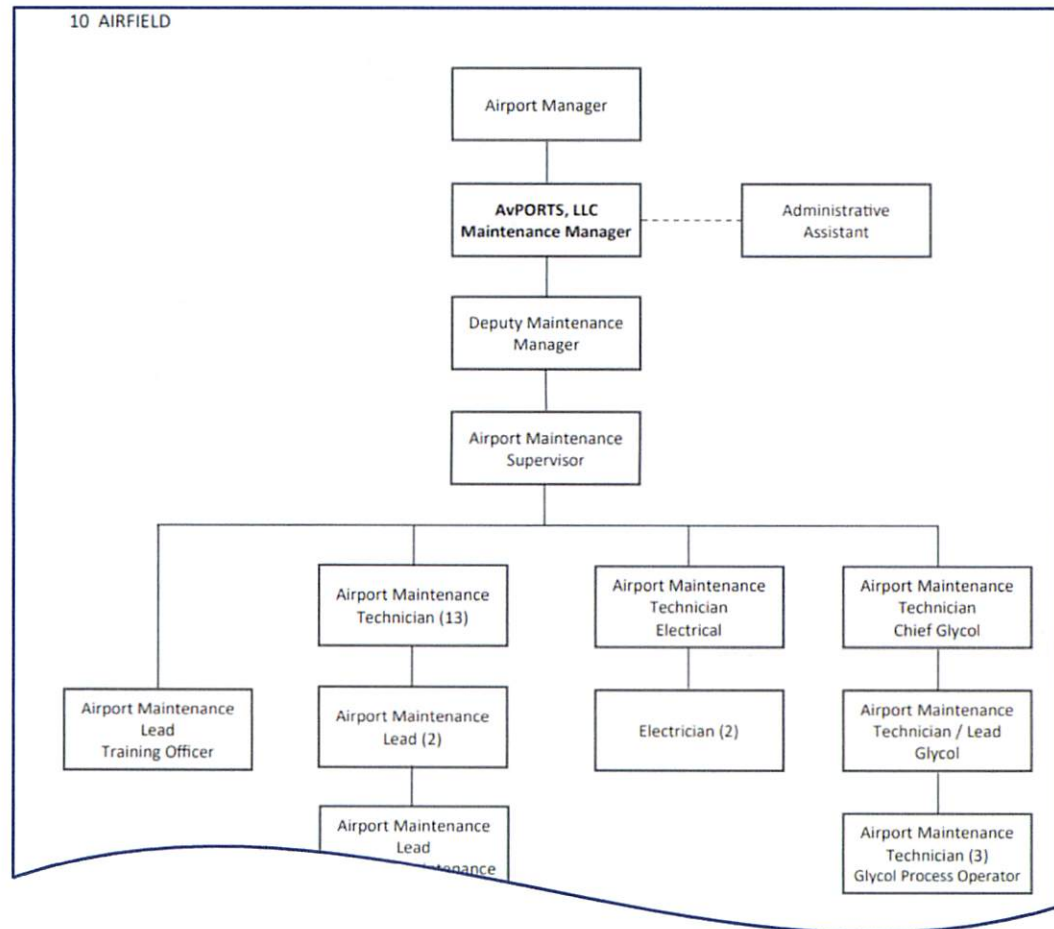 10 AIRFIELD
Airport Manager
AvPORTS, LLC
Maintenance Manager
Administrative
Assistant
Deputy Maintenance
Manager
Airport Maintenance
Supervisor
Airport Maintenance
Technician (13)
Airport Maintenance
Technician
Electrical
Airport Maintenance
Technician
Chief Glycol
Airport Maintenance
Lead
Training Officer
Airport Maintenance
Lead (2)
Electrician (2)
Airport Maintenance
Technician / Lead
Glycol
Airport Maintenance
Lead
Airport Maintenance
Technician (3)
Glycol Process Operator